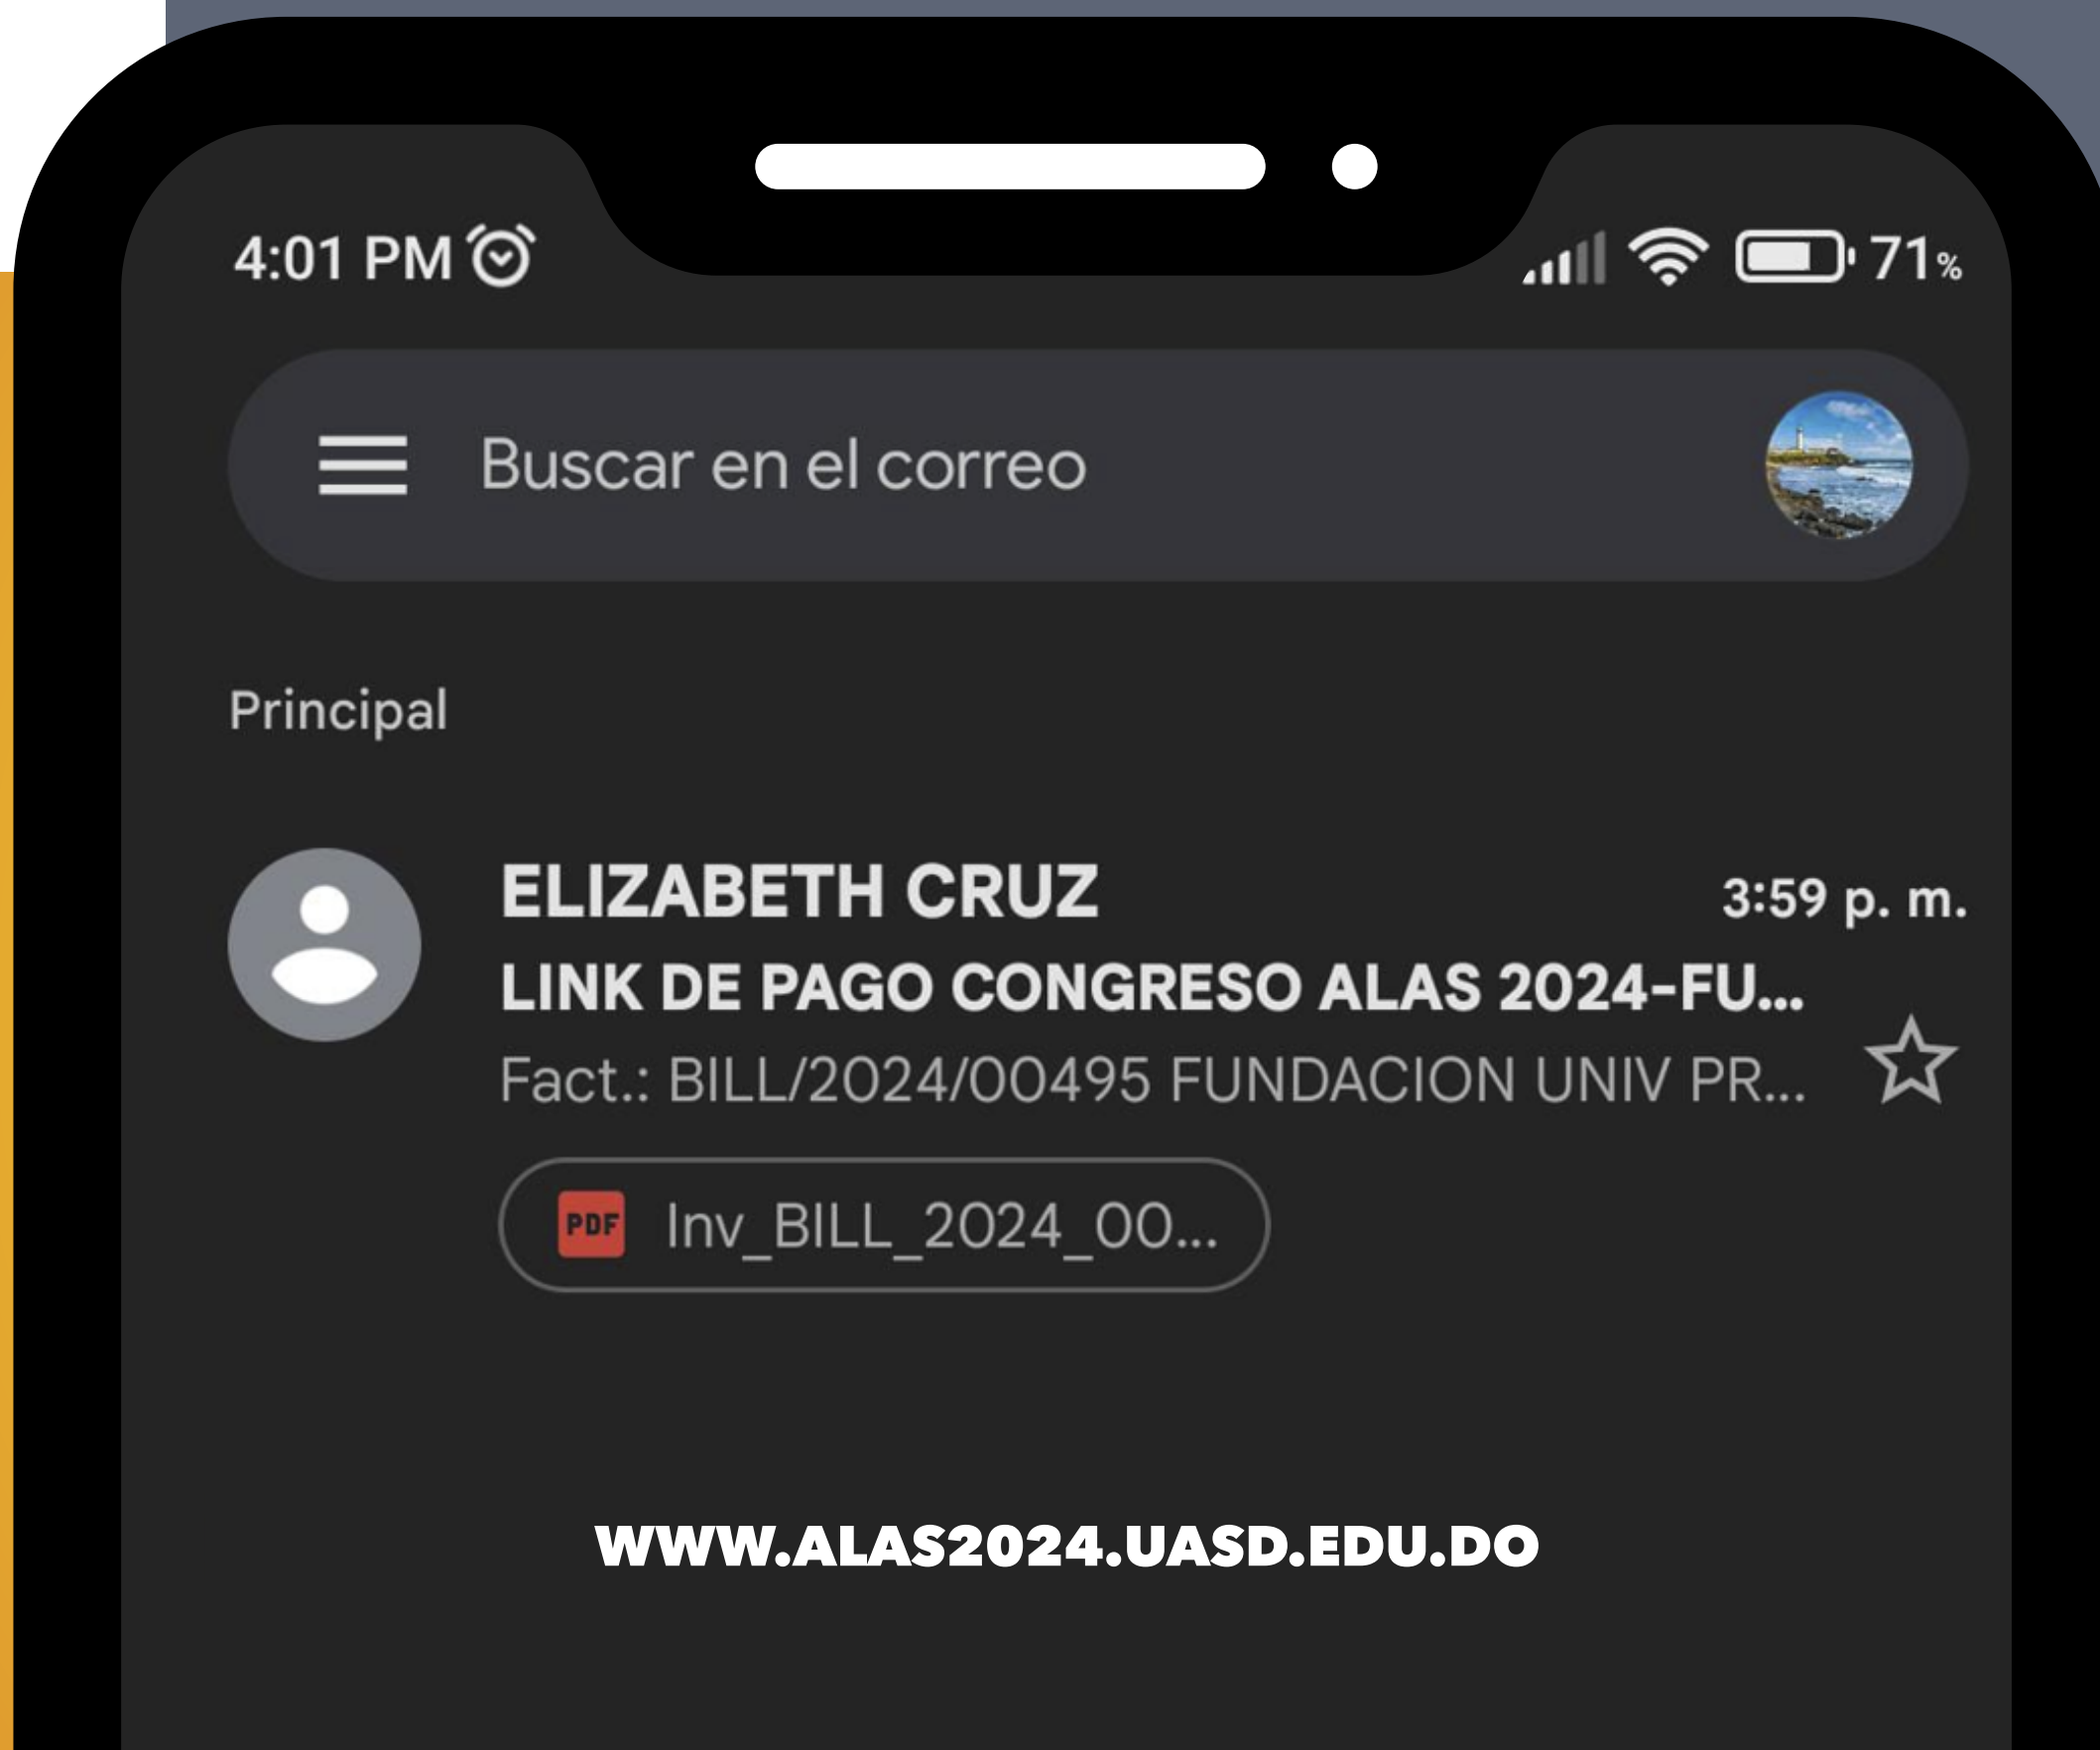 4:01 PM
71%
Buscar en el correo
Principal
ELIZABETH CRUZ
3:59 p. m.
LINK DE PAGO CONGRESO ALAS 2024-FU...
Fact.: BILL/2024/00495 FUNDACION UNIV PR...
PDF Inv_BILL_2024_00...
WWW.ALAS2024.UASD.EDU.DO